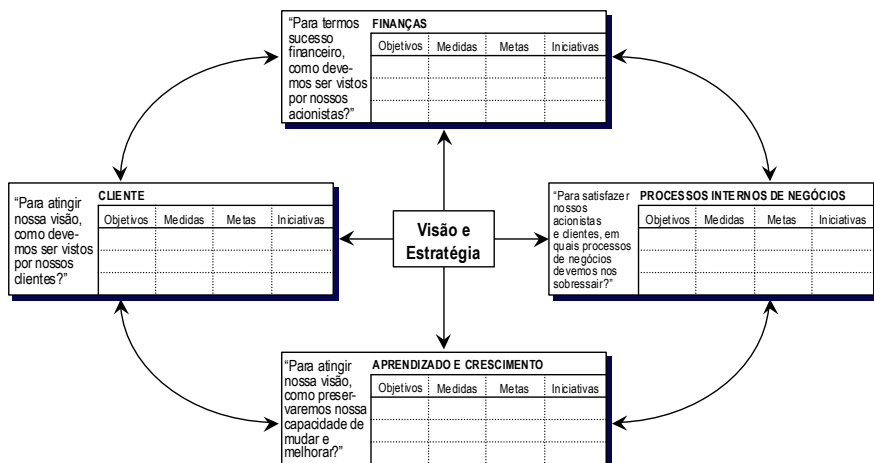 “Para termos
sucesso
financeiro,
como deve-
mos ser vistos
por nossos
acionistas?”
FINANÇAS
Objetivos Medidas Metas Iniciativas
“Para atingir
nossa visão,
como deve-
mos ser vistos
por nossos
clientes?”
CLIENTE
Objetivos Medidas Metas Iniciativas
Visão e
Estratégia
“Para satisfazer
nossos
acionistas
e clientes, em
quais processos
de negócios
devemos nos
sobressair?”
PROCESSOS INTERNOS DE NEGÓCIOS
Objetivos Medidas Metas Iniciativas
“Para atingir
nossa visão,
como preser-
varemos nossa
capacidade de
mudar e
melhorar?”
APRENDIZADO E CRESCIMENTO
Objetivos Medidas Metas Iniciativas